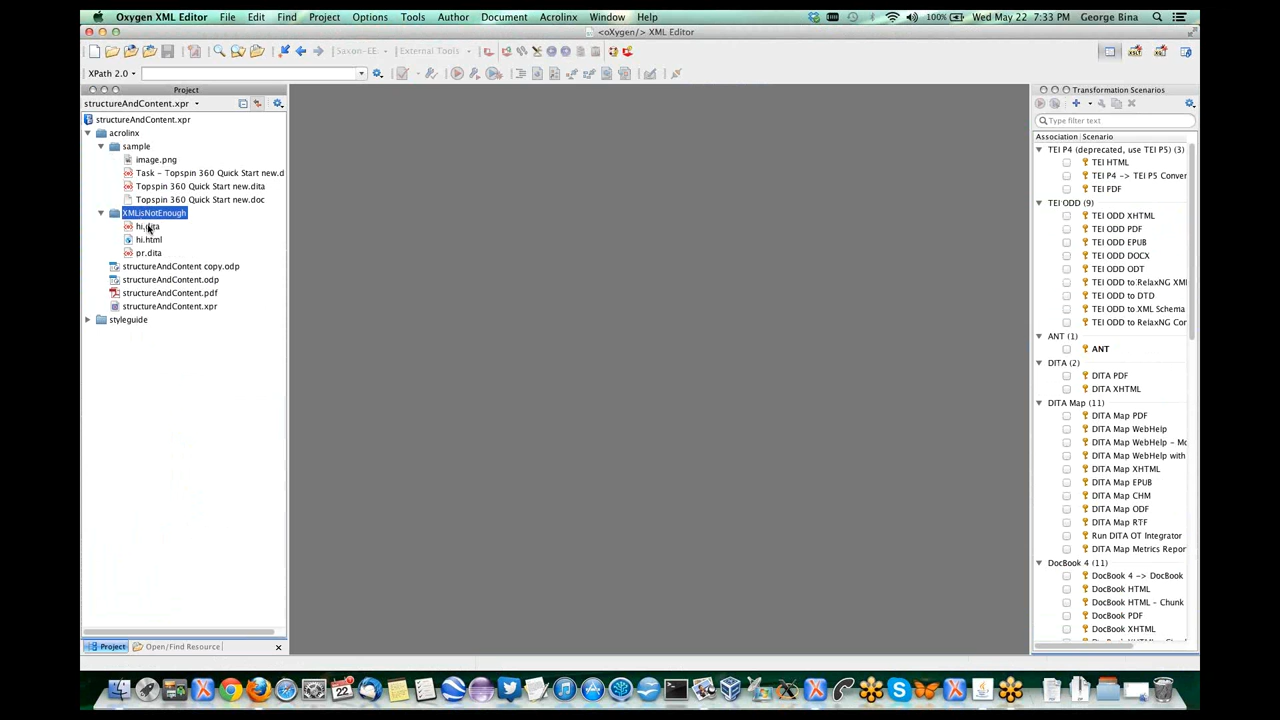 Oxygen XML Editor File Edit Find Project Options Tools Author Document Acrolinx Window Help 100% Wed May 22 7:33 PM George Bina
<oXygen/> XML Editor
Saxon-EE External Tools
XPath 2.0
Project
Transformation Scenarios
structureAndContent.xpr
Type filter text
structureAndContent.xpr
acrolinx
sample
image.png
Task - Topspin 360 Quick Start new.d
Topspin 360 Quick Start new.dita
Topspin 360 Quick Start new.doc
XMLisNotEnough
hi.dita
hi.html
pr.dita
structureAndContent copy.odp
structureAndContent.odp
structureAndContent.pdf
structureAndContent.xpr
styleguide
Association Scenario
TEI P4 (deprecated, use TEI P5) (3)
TEI HTML
TEI P4 -> TEI P5 Conver
TEI PDF
TEI ODD (9)
TEI ODD XHTML
TEI ODD PDF
TEI ODD EPUB
TEI ODD DOCX
TEI ODD ODT
TEI ODD to RelaxNG XML
TEI ODD to DTD
TEI ODD to XML Schema
TEI ODD to RelaxNG Cor
ANT (1)
ANT
DITA (2)
DITA PDF
DITA XHTML
DITA Map (11)
DITA Map PDF
DITA Map WebHelp
DITA Map WebHelp - Mo
DITA Map WebHelp with
DITA Map XHTML
DITA Map EPUB
DITA Map CHM
DITA Map ODF
DITA Map RTF
Run DITA OT Integrator
DITA Map Metrics Repor
DocBook 4 (11)
DocBook 4 -> DocBook
DocBook HTML
DocBook HTML - Chunk
DocBook PDF
DocBook XHTML
Project Open/Find Resource
22